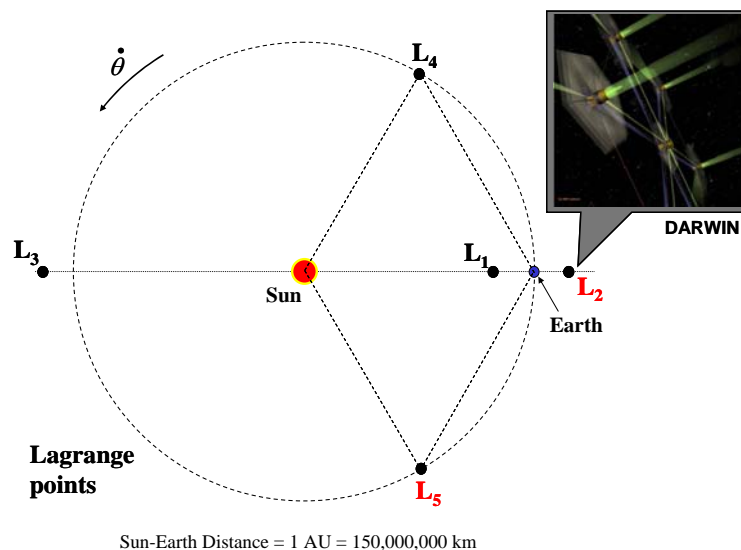 θ̇
L₄
DARWIN
L₃
L₁
L₂
Sun
Earth
Lagrange
points
L₅
Sun-Earth Distance = 1 AU = 150,000,000 km